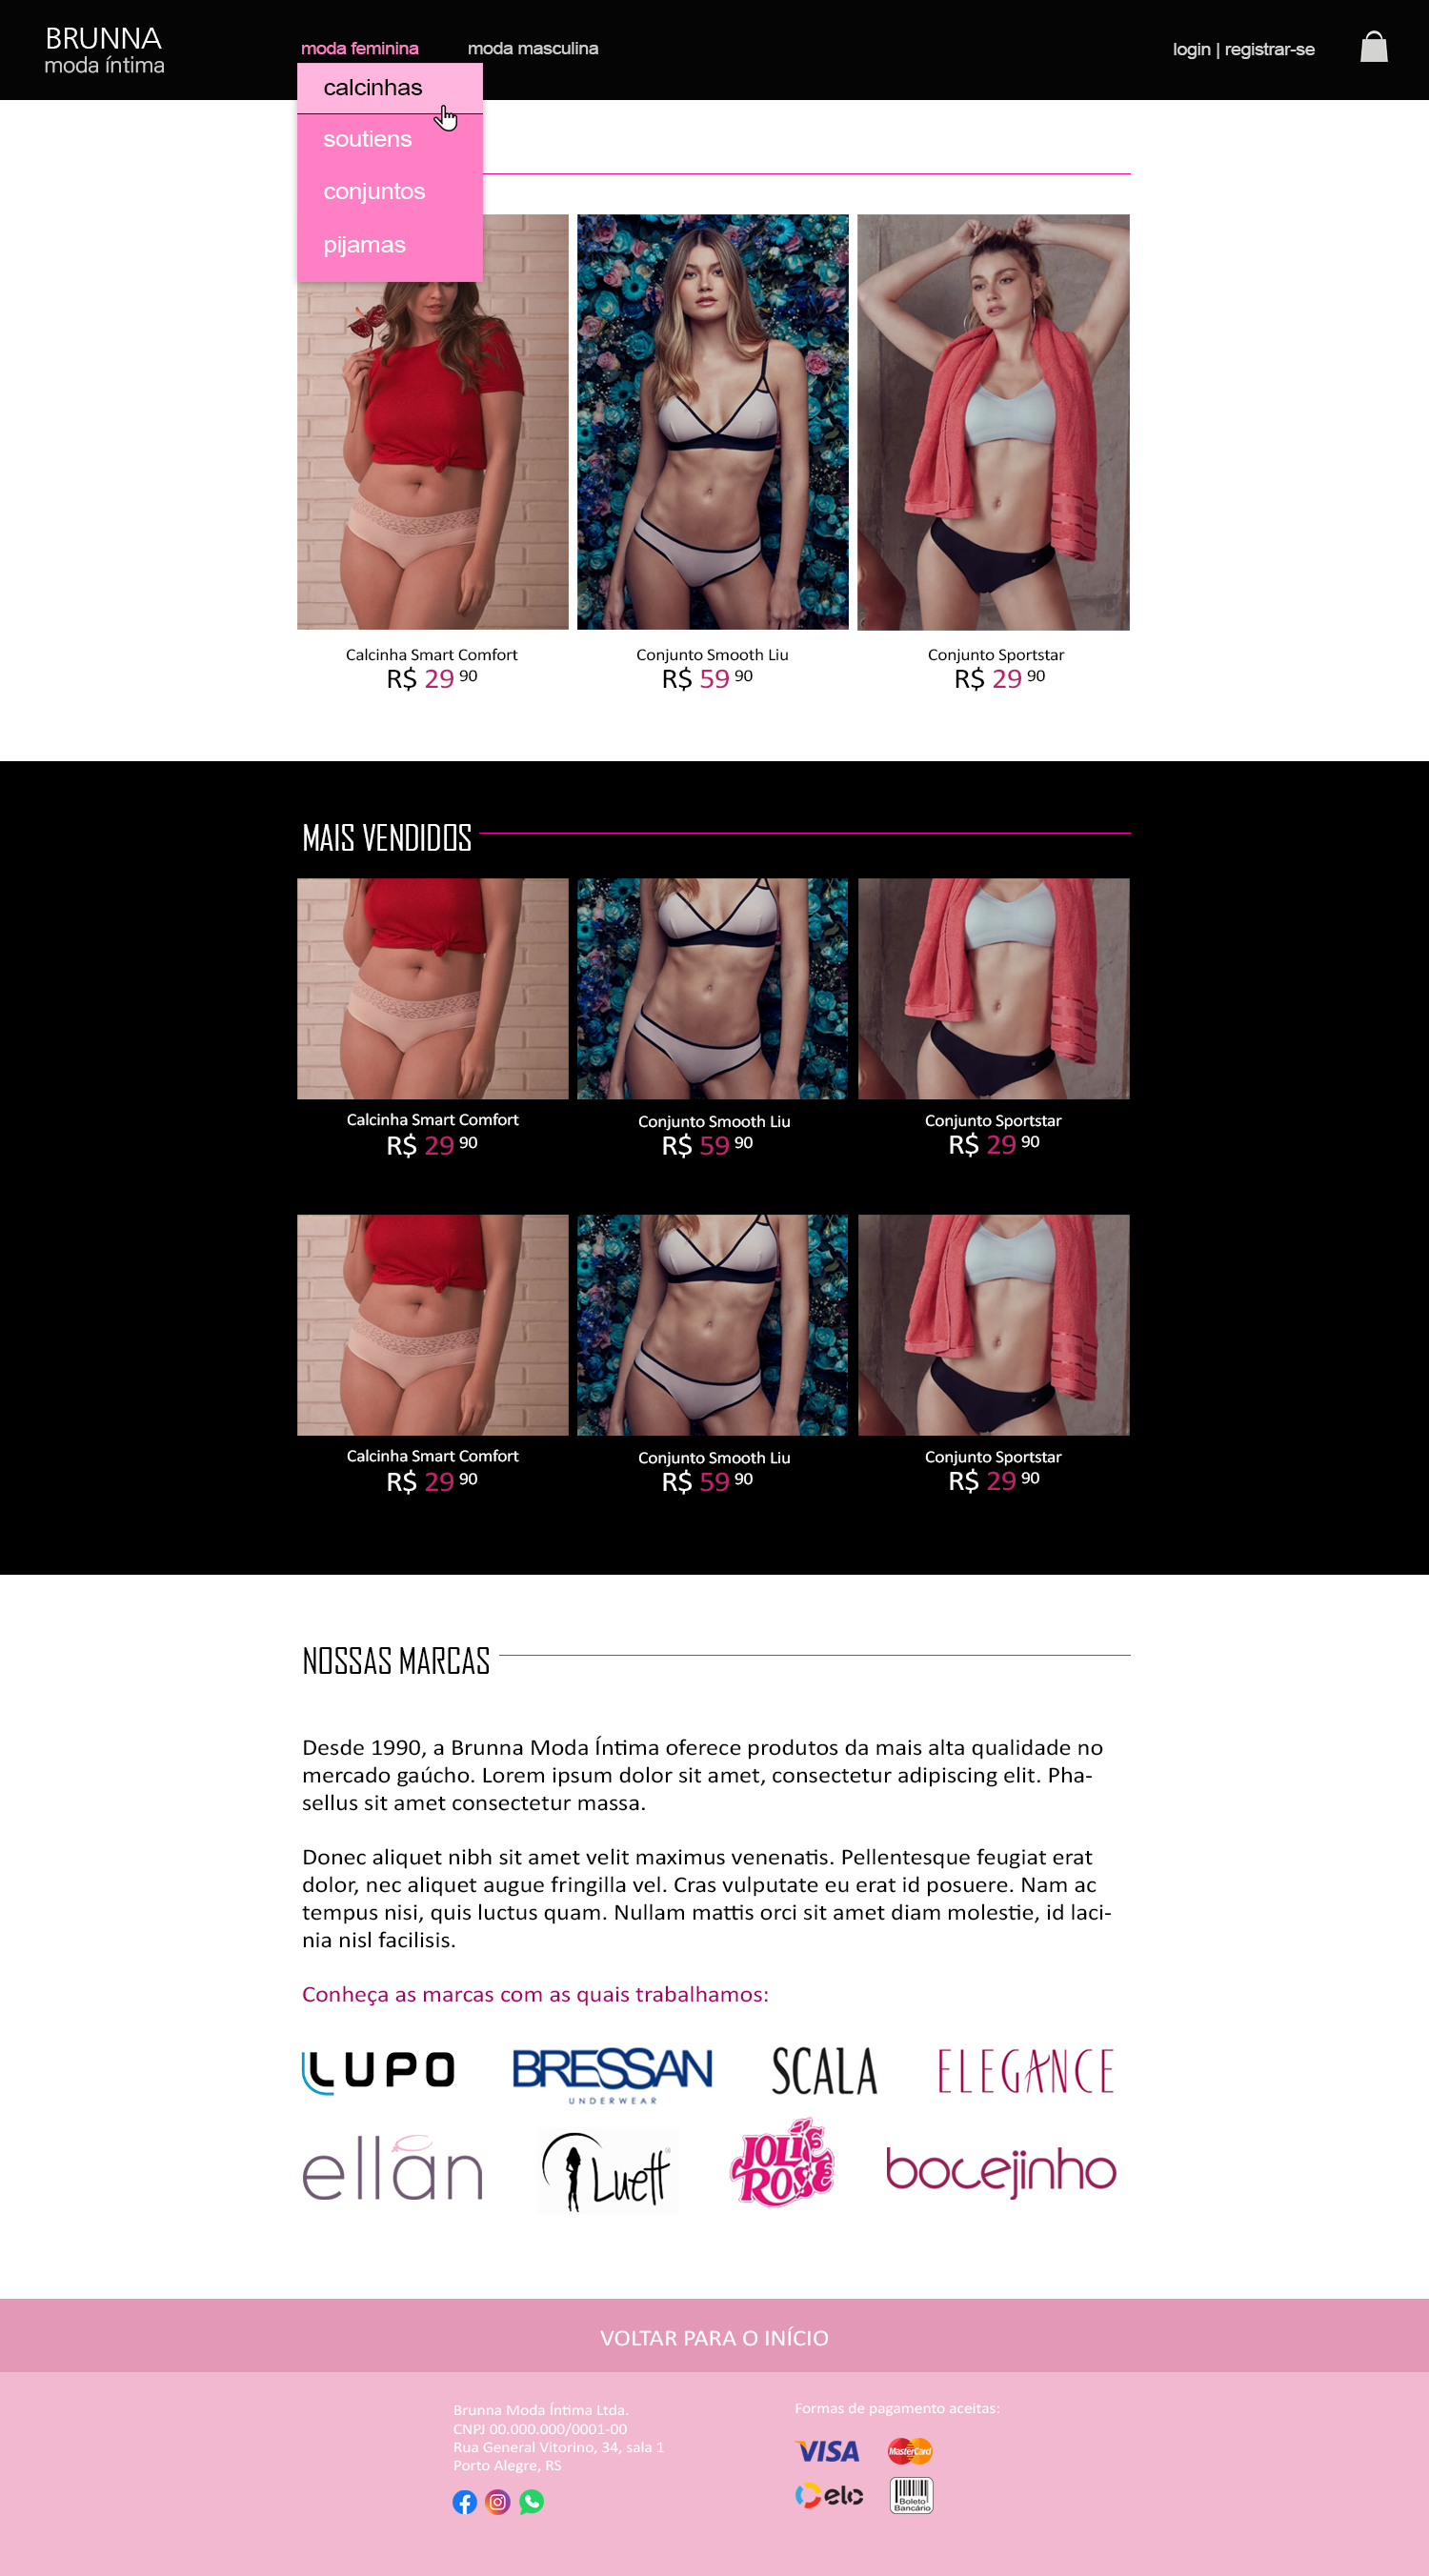 BRUNNA
moda íntima
moda feminina
moda masculina
login | registrar-se
calcinhas
soutiens
conjuntos
pijamas
Calcinha Smart Comfort
R$ 29 90
Conjunto Smooth Liu
R$ 59 90
Conjunto Sportstar
R$ 29 90
MAIS VENDIDOS
Calcinha Smart Comfort
R$ 29 90
Conjunto Smooth Liu
R$ 59 90
Conjunto Sportstar
R$ 29 90
Calcinha Smart Comfort
R$ 29 90
Conjunto Smooth Liu
R$ 59 90
Conjunto Sportstar
R$ 29 90
NOSSAS MARCAS
Desde 1990, a Brunna Moda Íntima oferece produtos da mais alta qualidade no
mercado gaúcho. Lorem ipsum dolor sit amet, consectetur adipiscing elit. Pha-
sellus sit amet consectetur massa.
Donec aliquet nibh sit amet velit maximus venenatis. Pellentesque feugiat erat
dolor, nec aliquet augue fringilla vel. Cras vulputate eu erat id posuere. Nam ac
tempus nisi, quis luctus quam. Nullam mattis orci sit amet diam molestie, id laci-
nia nisl facilisis.
Conheça as marcas com as quais trabalhamos:
LUPO
BRESSAN
UNDERWEAR
SCALA
ELEGANCE
ellan
Luett
®
JOLI
ROSE
bocejinho
VOLTAR PARA O INÍCIO
Brunna Moda Íntima Ltda.
CNPJ 00.000.000/0001-00
Rua General Vitorino, 34, sala 1
Porto Alegre, RS
Formas de pagamento aceitas:
VISA
MasterCard
elo
Boleto
Bancário